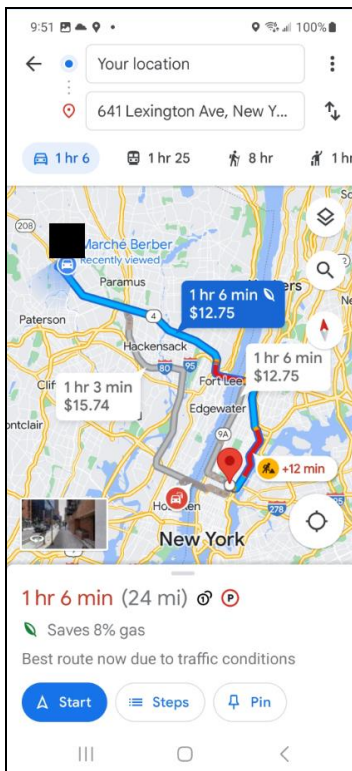 9:51
100%
Your location
641 Lexington Ave, New Y...
1 hr 6
1 hr 25
8 hr
1 hr
208
Marché Berber
Recently viewed
Paramus
4
1 hr 6 min
$12.75
Paterson
Hackensack
80
95
1 hr 6 min
$12.75
Fort Lee
1 hr 3 min
$15.74
Edgewater
9A
+12 min
278
New York
1 hr 6 min (24 mi)
P
Saves 8% gas
Best route now due to traffic conditions
Start
Steps
Pin